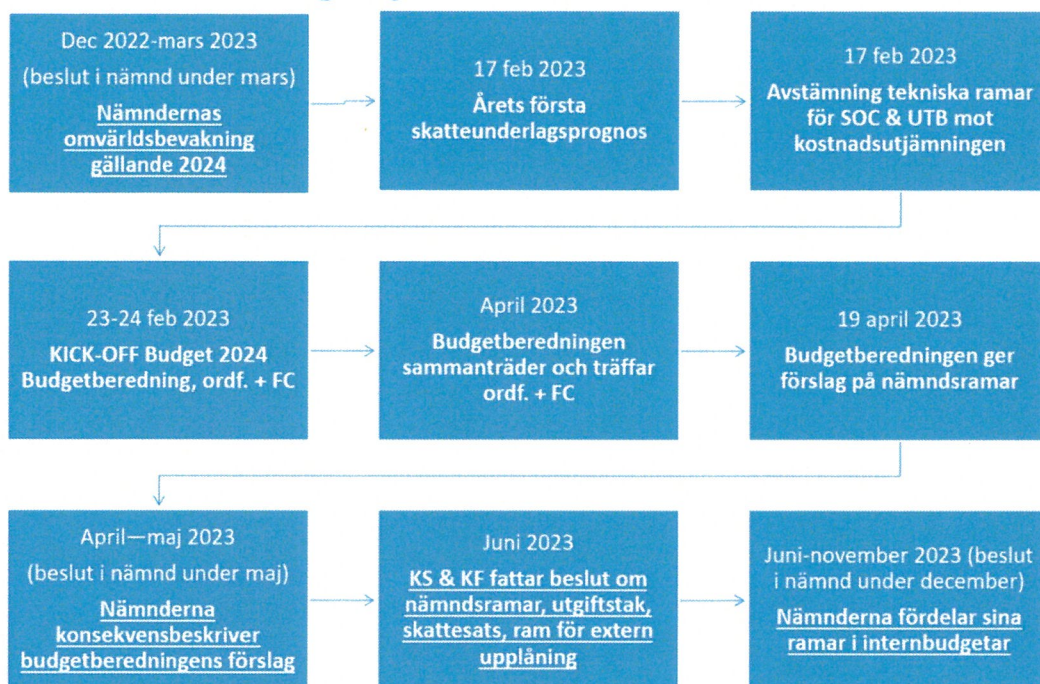 Dec 2022-mars 2023
(beslut i nämnd under mars)
Nämndernas
omvärldsbevakning
gällande 2024
17 feb 2023
Årets första
skatteunderlagsprognos
17 feb 2023
Avstämning tekniska ramar
för SOC & UTB mot
kostnadsutjämningen
23-24 feb 2023
KICK-OFF Budget 2024
Budgetberedning, ordf. + FC
April 2023
Budgetberedningen
sammanträder och träffar
ordf. + FC
19 april 2023
Budgetberedningen ger
förslag på nämndsramar
April—maj 2023
(beslut i nämnd under maj)
Nämnderna
konsekvensbeskriver
budgetberedningens förslag
Juni 2023
KS & KF fattar beslut om
nämndsramar, utgiftstak,
skattesats, ram för extern
upplåning
Juni-november 2023 (beslut
i nämnd under december)
Nämnderna fördelar sina
ramar i internbudgetar